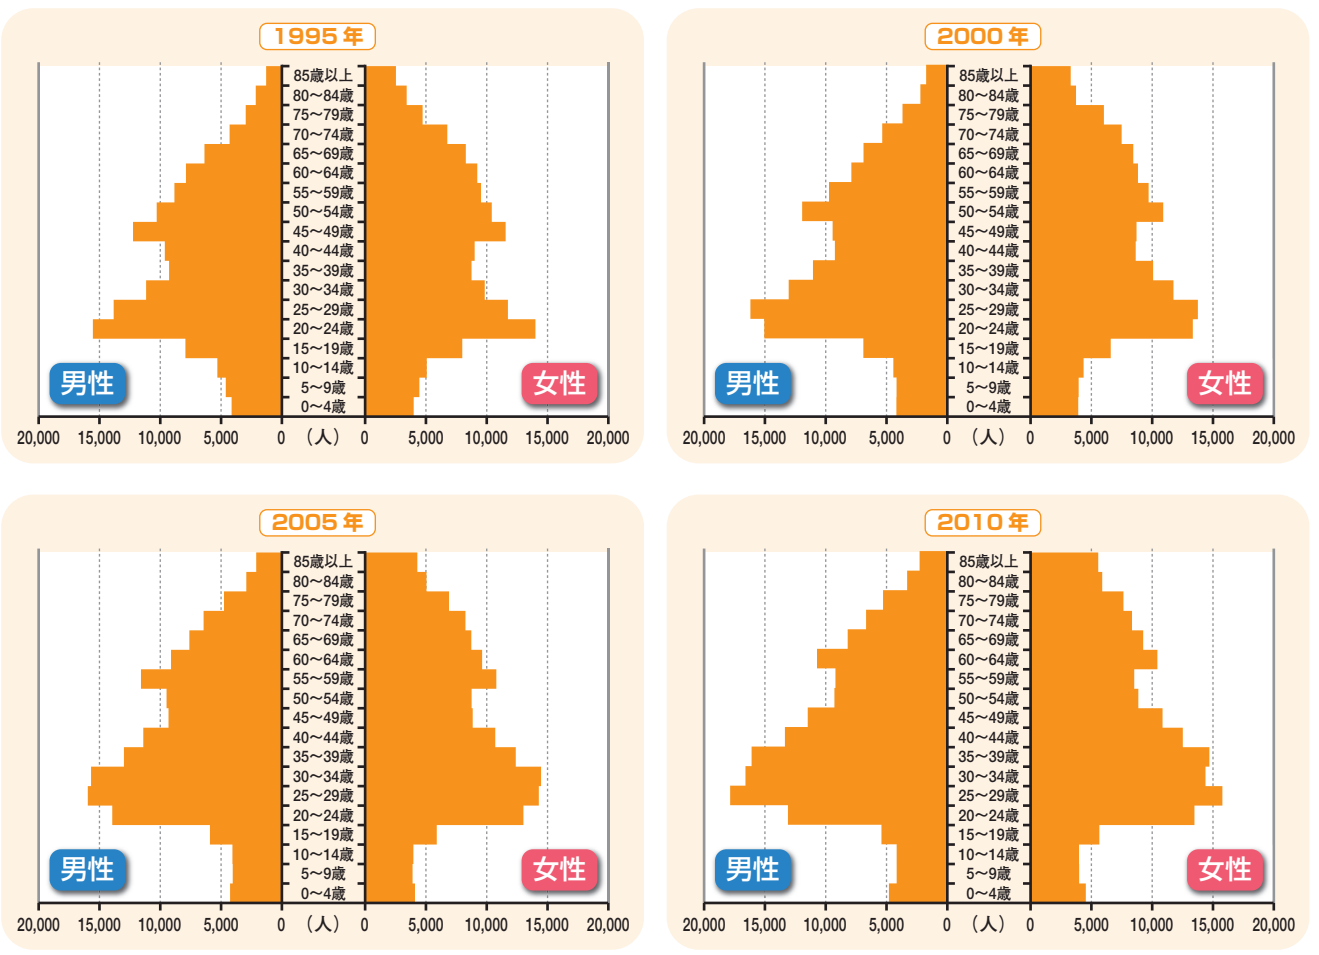 1995年
85歳以上
80〜84歳
75〜79歳
70〜74歳
65〜69歳
60〜64歳
55〜59歳
50〜54歳
45〜49歳
40〜44歳
35〜39歳
30〜34歳
25〜29歳
20〜24歳
15〜19歳
10〜14歳
5〜9歳
0〜4歳
男性
女性
20,000 15,000 10,000 5,000 0 （人） 0 5,000 10,000 15,000 20,000
2000年
85歳以上
80〜84歳
75〜79歳
70〜74歳
65〜69歳
60〜64歳
55〜59歳
50〜54歳
45〜49歳
40〜44歳
35〜39歳
30〜34歳
25〜29歳
20〜24歳
15〜19歳
10〜14歳
5〜9歳
0〜4歳
男性
女性
20,000 15,000 10,000 5,000 0 （人） 0 5,000 10,000 15,000 20,000
2005年
85歳以上
80〜84歳
75〜79歳
70〜74歳
65〜69歳
60〜64歳
55〜59歳
50〜54歳
45〜49歳
40〜44歳
35〜39歳
30〜34歳
25〜29歳
20〜24歳
15〜19歳
10〜14歳
5〜9歳
0〜4歳
男性
女性
20,000 15,000 10,000 5,000 0 （人） 0 5,000 10,000 15,000 20,000
2010年
85歳以上
80〜84歳
75〜79歳
70〜74歳
65〜69歳
60〜64歳
55〜59歳
50〜54歳
45〜49歳
40〜44歳
35〜39歳
30〜34歳
25〜29歳
20〜24歳
15〜19歳
10〜14歳
5〜9歳
0〜4歳
男性
女性
20,000 15,000 10,000 5,000 0 （人） 0 5,000 10,000 15,000 20,000